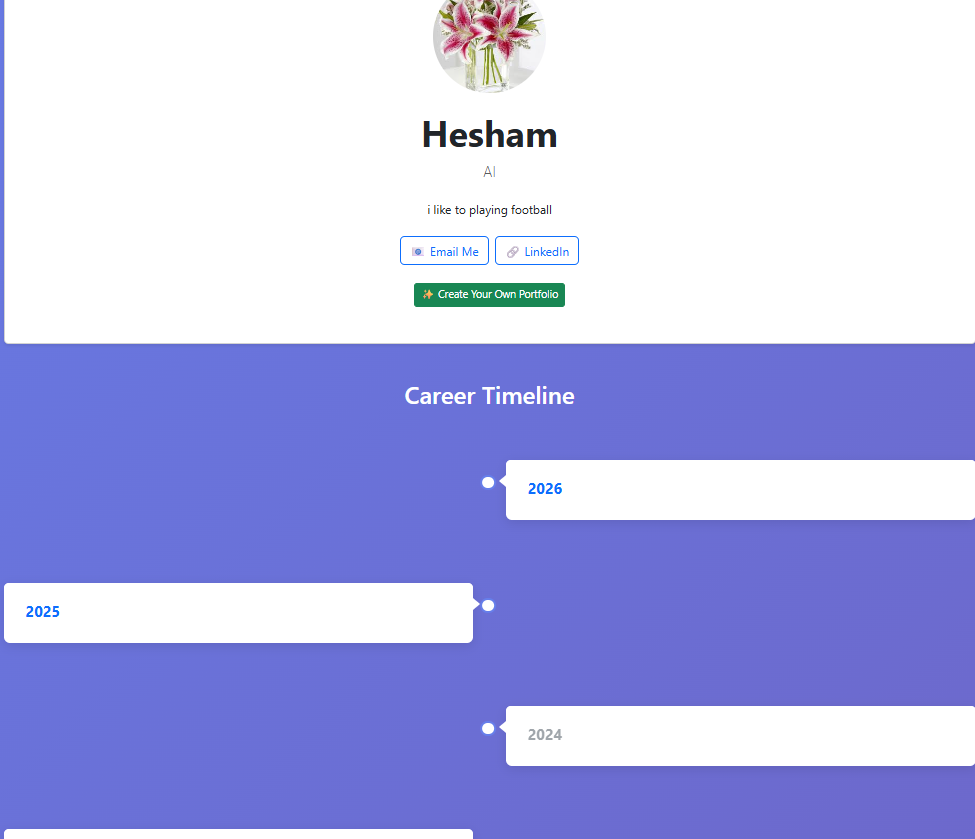 Hesham
AI
i like to playing football
Email Me
LinkedIn
Create Your Own Portfolio
Career Timeline
2026
2025
2024